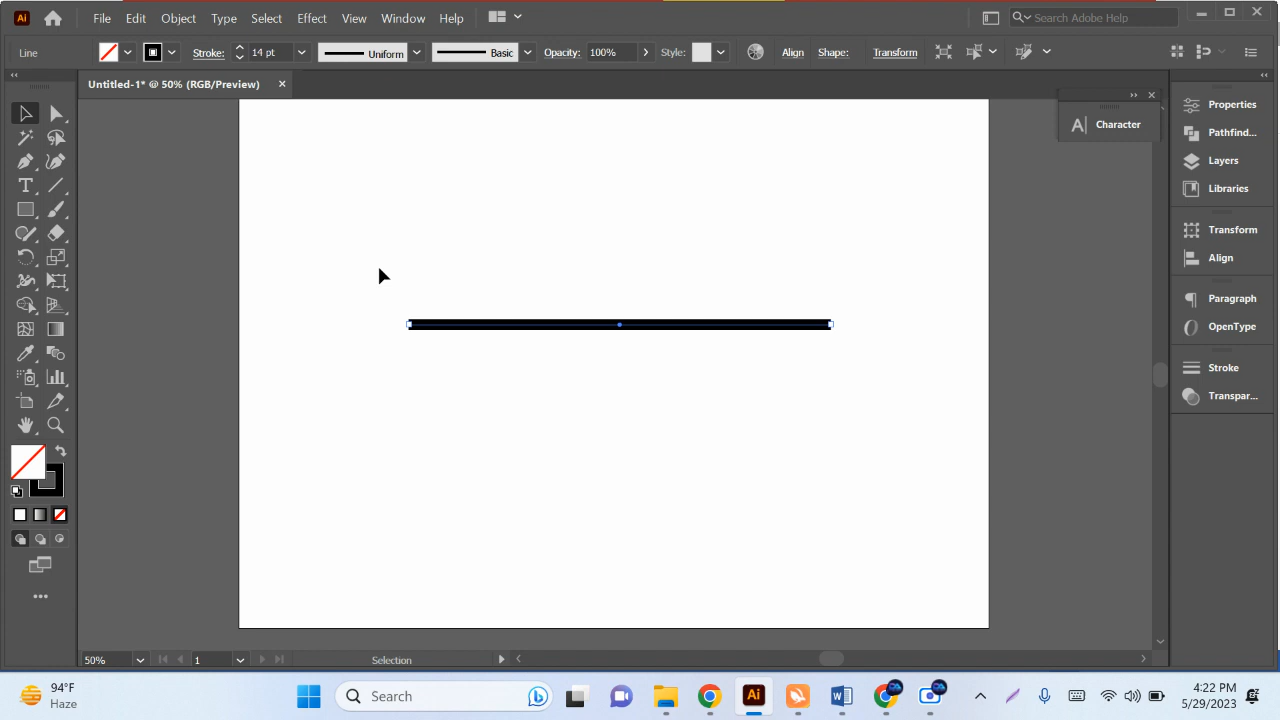 Ai File Edit Object Type Select Effect View Window Help Search Adobe Help
Line Stroke: 14 pt Uniform Basic Opacity: 100% Style: Align Shape: Transform
Untitled-1* @ 50% (RGB/Preview)
Properties
Character
Pathfind...
Layers
Libraries
Transform
Align
Paragraph
OpenType
Stroke
Transpar...
50% 1 Selection
94°F
Haze
Search
Ai
4:22 PM
5/29/2023